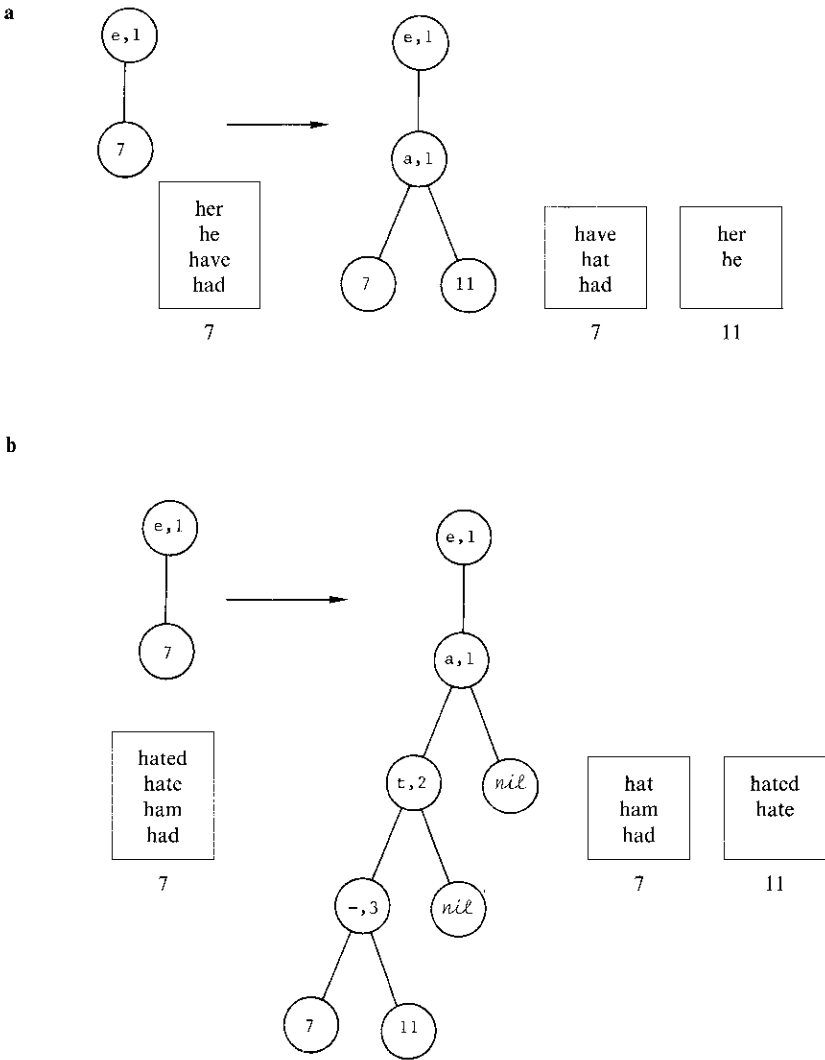 a
e,1
e,1
7
a,1
her
he
have
had
7
7
11
have
hat
had
7
her
he
11
b
e,1
e,1
7
a,1
hated
hate
ham
had
7
t,2
nil
hat
ham
had
7
hated
hate
11
-,3
nil
7
11